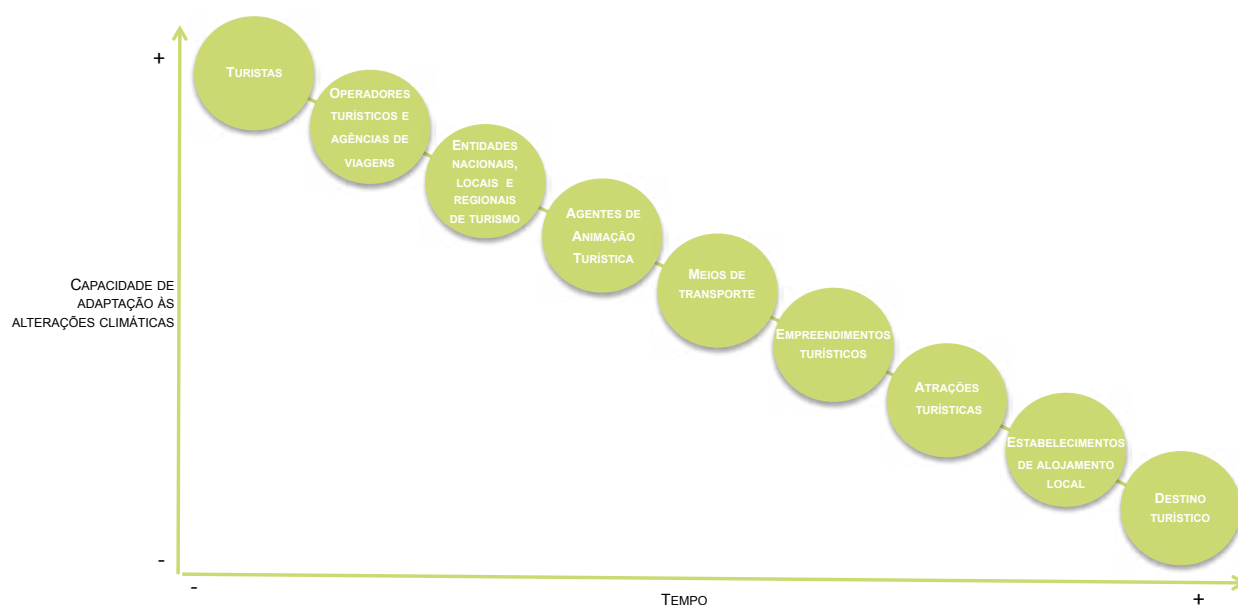 +
TURISTAS
OPERADORES
TURÍSTICOS E
AGÊNCIAS DE
VIAGENS
ENTIDADES
NACIONAIS,
LOCAIS E
REGIONAIS
DE TURISMO
AGENTES DE
ANIMAÇÃO
TURÍSTICA
MEIOS DE
TRANSPORTE
CAPACIDADE DE
ADAPTAÇÃO ÀS
ALTERAÇÕES CLIMÁTICAS
EMPREENDIMENTOS
TURÍSTICOS
ATRAÇÕES
TURÍSTICAS
ESTABELECIMENTOS
DE ALOJAMENTO
LOCAL
DESTINO
TURÍSTICO
-
-
TEMPO
+